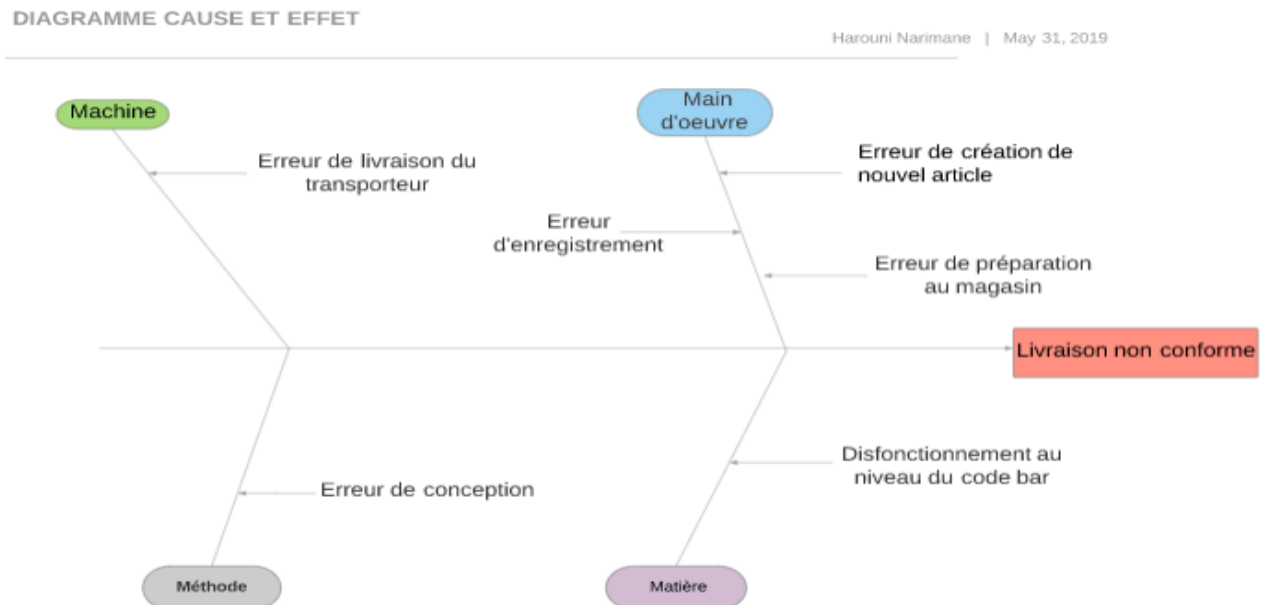 DIAGRAMME CAUSE ET EFFET
Harouni Narimane | May 31, 2019
Machine
Main
d'oeuvre
Erreur de livraison du
transporteur
Erreur de création de
nouvel article
Erreur
d'enregistrement
Erreur de préparation
au magasin
Livraison non conforme
Disfonctionnement au
niveau du code bar
Erreur de conception
Méthode
Matière